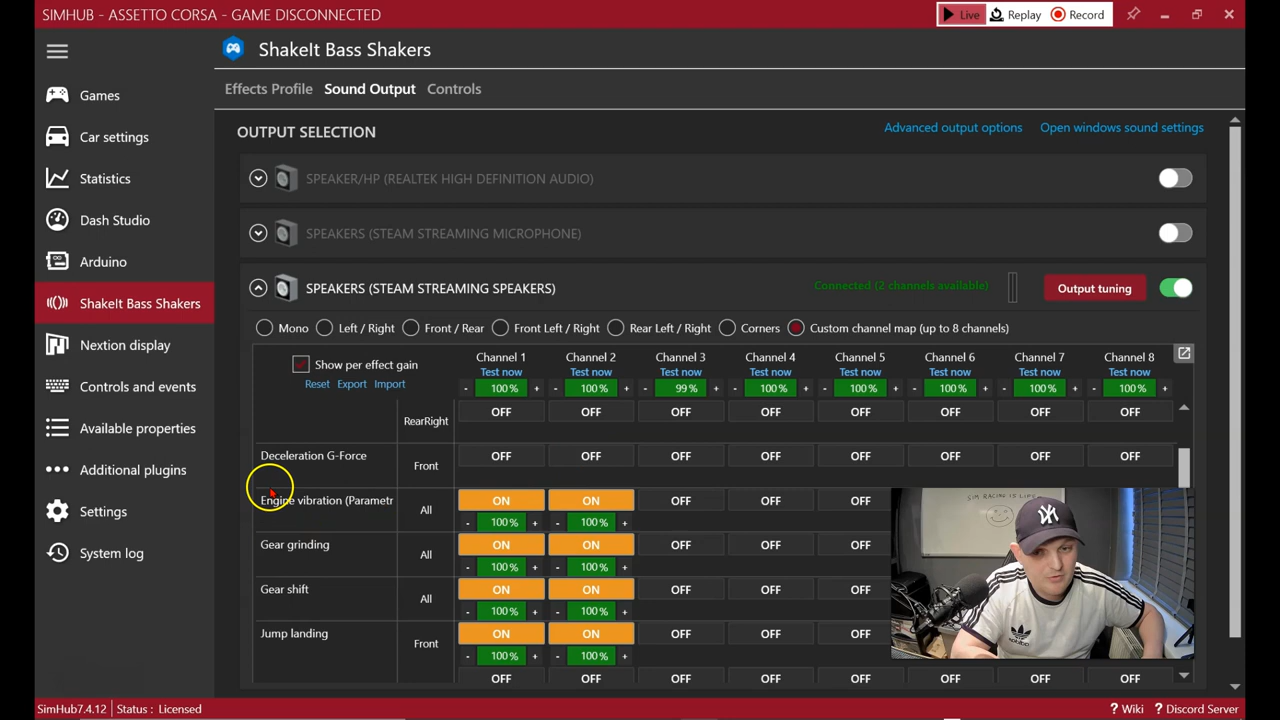 SIMHUB - ASSETTO CORSA - GAME DISCONNECTED
Live
Replay
Record
ShakeIt Bass Shakers
Games
Car settings
Statistics
Dash Studio
Arduino
ShakeIt Bass Shakers
Nextion display
Controls and events
Available properties
Additional plugins
Settings
System log
Effects Profile
Sound Output
Controls
OUTPUT SELECTION
Advanced output options
Open windows sound settings
SPEAKER/HP (REALTEK HIGH DEFINITION AUDIO)
SPEAKERS (STEAM STREAMING MICROPHONE)
SPEAKERS (STEAM STREAMING SPEAKERS)
Connected (2 channels available)
Output tuning
Mono
Left / Right
Front / Rear
Front Left / Right
Rear Left / Right
Corners
Custom channel map (up to 8 channels)
Show per effect gain
Reset Export Import
Channel 1 Channel 2 Channel 3 Channel 4 Channel 5 Channel 6 Channel 7 Channel 8
Test now Test now Test now Test now Test now Test now Test now Test now
- 100 % + - 100 % + - 99 % + - 100 % + - 100 % + - 100 % + - 100 % + - 100 % +
RearRight OFF OFF OFF OFF OFF OFF OFF OFF
Deceleration G-Force Front OFF OFF OFF OFF OFF OFF OFF OFF
Engine vibration (Parametr All ON ON OFF OFF OFF
- 100 % + - 100 % +
Gear grinding All ON ON OFF OFF OFF
- 100 % + - 100 % +
Gear shift All ON ON OFF OFF OFF
- 100 % + - 100 % +
Jump landing Front ON ON OFF OFF OFF
- 100 % + - 100 % +
OFF OFF OFF OFF OFF OFF OFF OFF
SIM RACING IS LIFE
adidas
SimHub7.4.12
Status : Licensed
? Wiki
? Discord Server